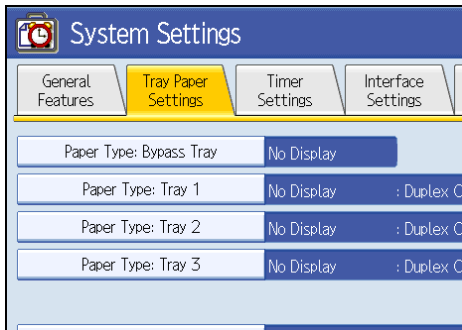 System Settings
General Features
Tray Paper Settings
Timer Settings
Interface Settings
Paper Type: Bypass Tray No Display
Paper Type: Tray 1 No Display : Duplex
Paper Type: Tray 2 No Display : Duplex
Paper Type: Tray 3 No Display : Duplex